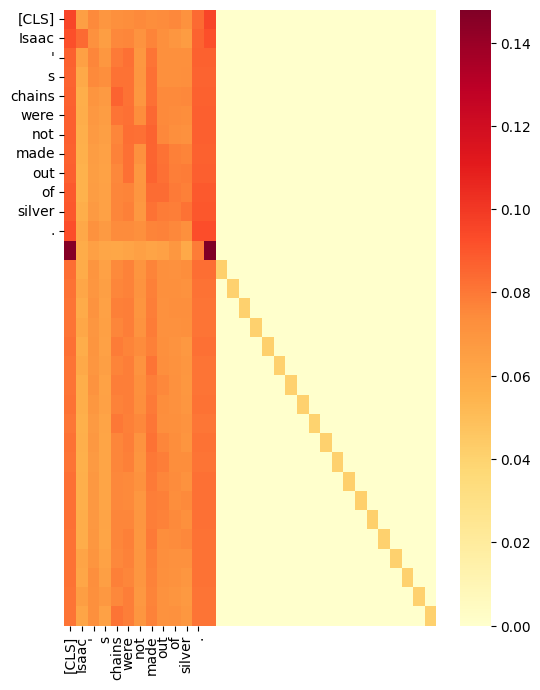 [CLS]
Isaac
'
s
chains
were
not
made
out
of
silver
.
0.14
0.12
0.10
0.08
0.06
0.04
0.02
0.00
[CLS]
Isaac
'
s
chains
were
not
made
out
of
silver
.